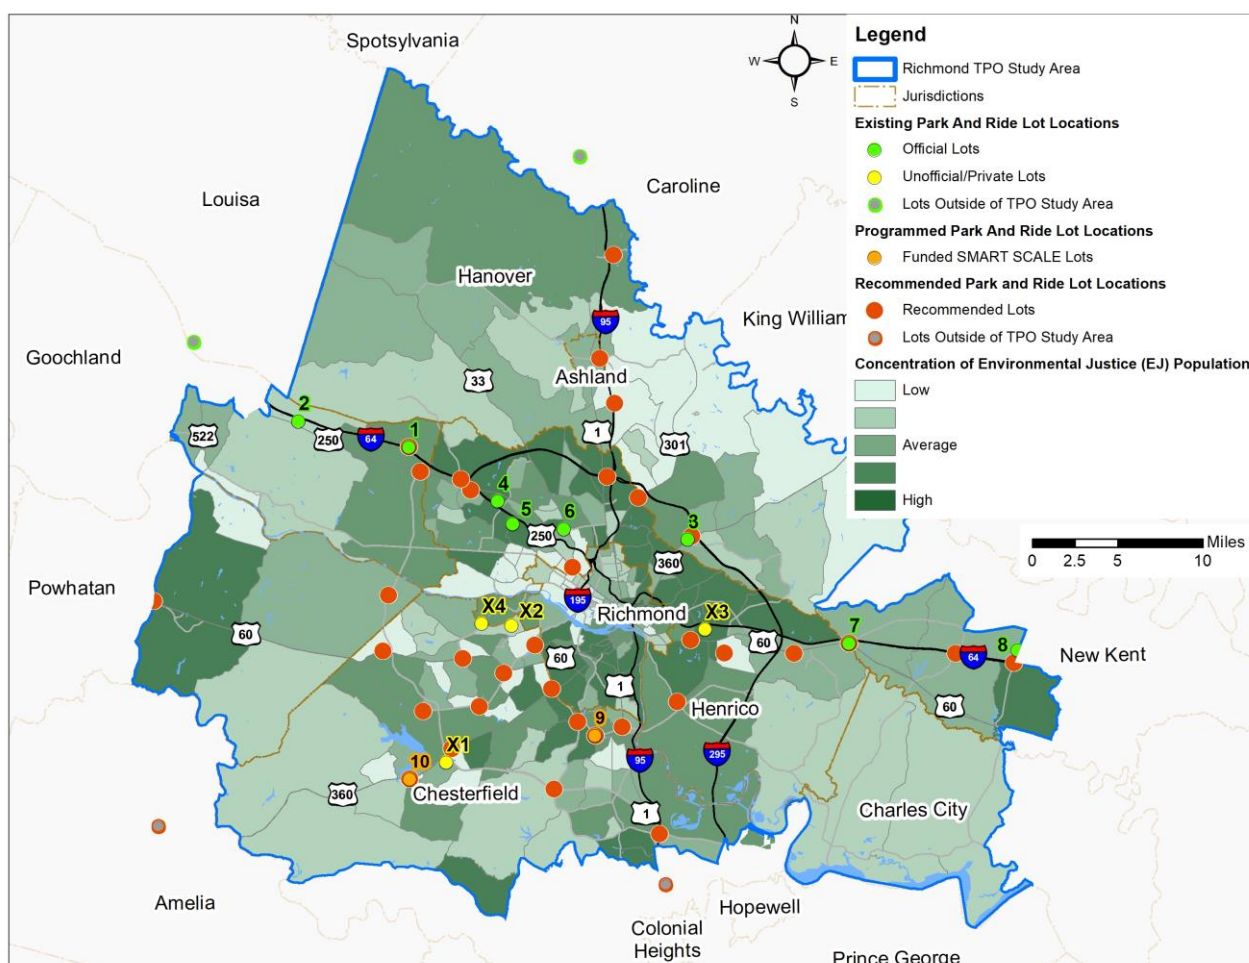 Spotsylvania
N
W
E
S
Louisa
Caroline
Hanover
King William
95
Goochland
33
Ashland
2
1
1
301
522
250
64
4
5
6
3
250
360
Powhatan
X4
X2
195
Richmond
X3
7
8
60
60
60
64
New Kent
1
60
Henrico
9
X1
10
95
295
360
Chesterfield
1
Charles City
Amelia
Hopewell
Colonial
Heights
Prince George
Legend
Richmond TPO Study Area
Jurisdictions
Existing Park And Ride Lot Locations
Official Lots
Unofficial/Private Lots
Lots Outside of TPO Study Area
Programmed Park And Ride Lot Locations
Funded SMART SCALE Lots
Recommended Park and Ride Lot Locations
Recommended Lots
Lots Outside of TPO Study Area
Concentration of Environmental Justice (EJ) Population
Low
Average
High
Miles
0 2.5 5 10